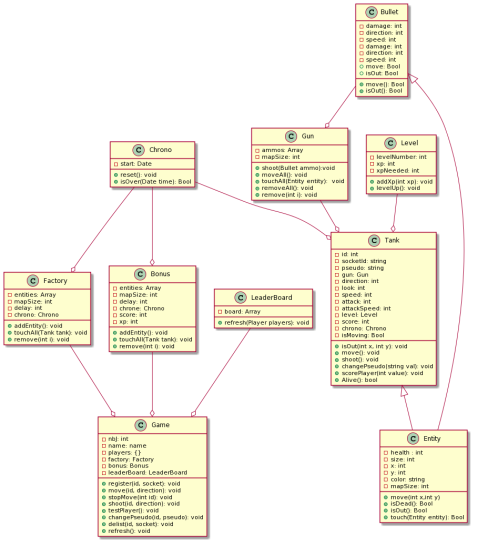 C Bullet
damage: int
direction: int
speed: int
damage: int
direction: int
speed: int
move: Bool
isOut: Bool
move(): Bool
isOut(): Bool
C Gun
ammos: Array
mapSize: int
shoot(Bullet ammo):void
moveAll(): void
touchAll(Entity entity): void
removeAll(): void
remove(int i): void
C Level
levelNumber: int
xp: int
xpNeeded: int
addXp(int xp): void
levelUp(): void
C Chrono
start: Date
reset(): void
isOver(Date time): Bool
C Tank
id: int
socketId: string
pseudo: string
gun: Gun
direction: int
look: int
speed: int
attack: int
attackSpeed: int
level: Level
score: int
chrono: Chrono
isMoving: Bool
isOut(int x, int y): void
move(): void
shoot(): void
changePseudo(string val): void
scorePlayer(int value): void
Alive(): bool
C Factory
entities: Array
mapSize: int
delay: int
chrono: Chrono
addEntity(): void
touchAll(Tank tank): void
remove(int i): void
C Bonus
entities: Array
mapSize: int
delay: int
chrone: Chrono
score: int
xp: int
addEntity(): void
touchAll(Tank tank): void
remove(int i): void
C LeaderBoard
board: Array
refresh(Player players): void
C Game
nbJ: int
name: name
players: {}
factory: Factory
bonus: Bonus
leaderBoard: LeaderBoard
register(id, socket): void
move(id, direction): void
stopMove(int id): void
shoot(id, direction): void
testPlayer(): void
changePseudo(id, pseudo): void
delist(id, socket): void
refresh(): void
C Entity
health : int
size: int
x: int
y: int
color: string
mapSize: int
move(int x,int y)
isDead(): Bool
isOut(): Bool
touch(Entity entity): Bool